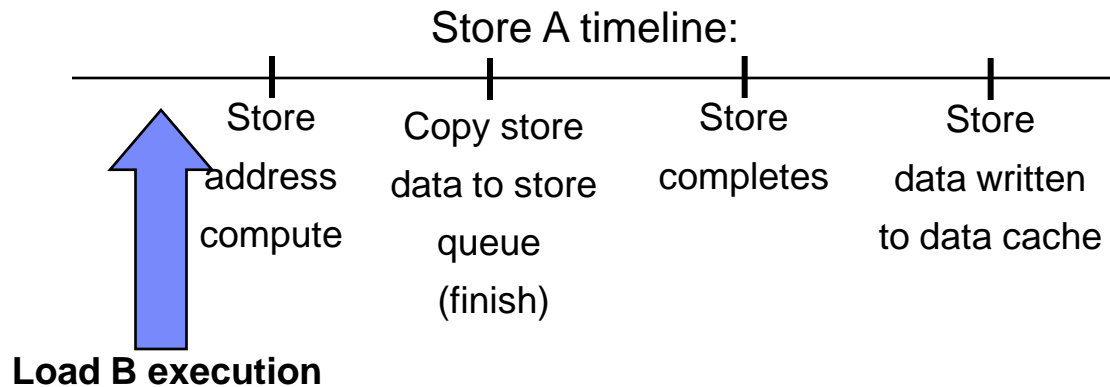 Store A timeline:
Store
address
compute
Copy store
data to store
queue
(finish)
Store
completes
Store
data written
to data cache
Load B execution